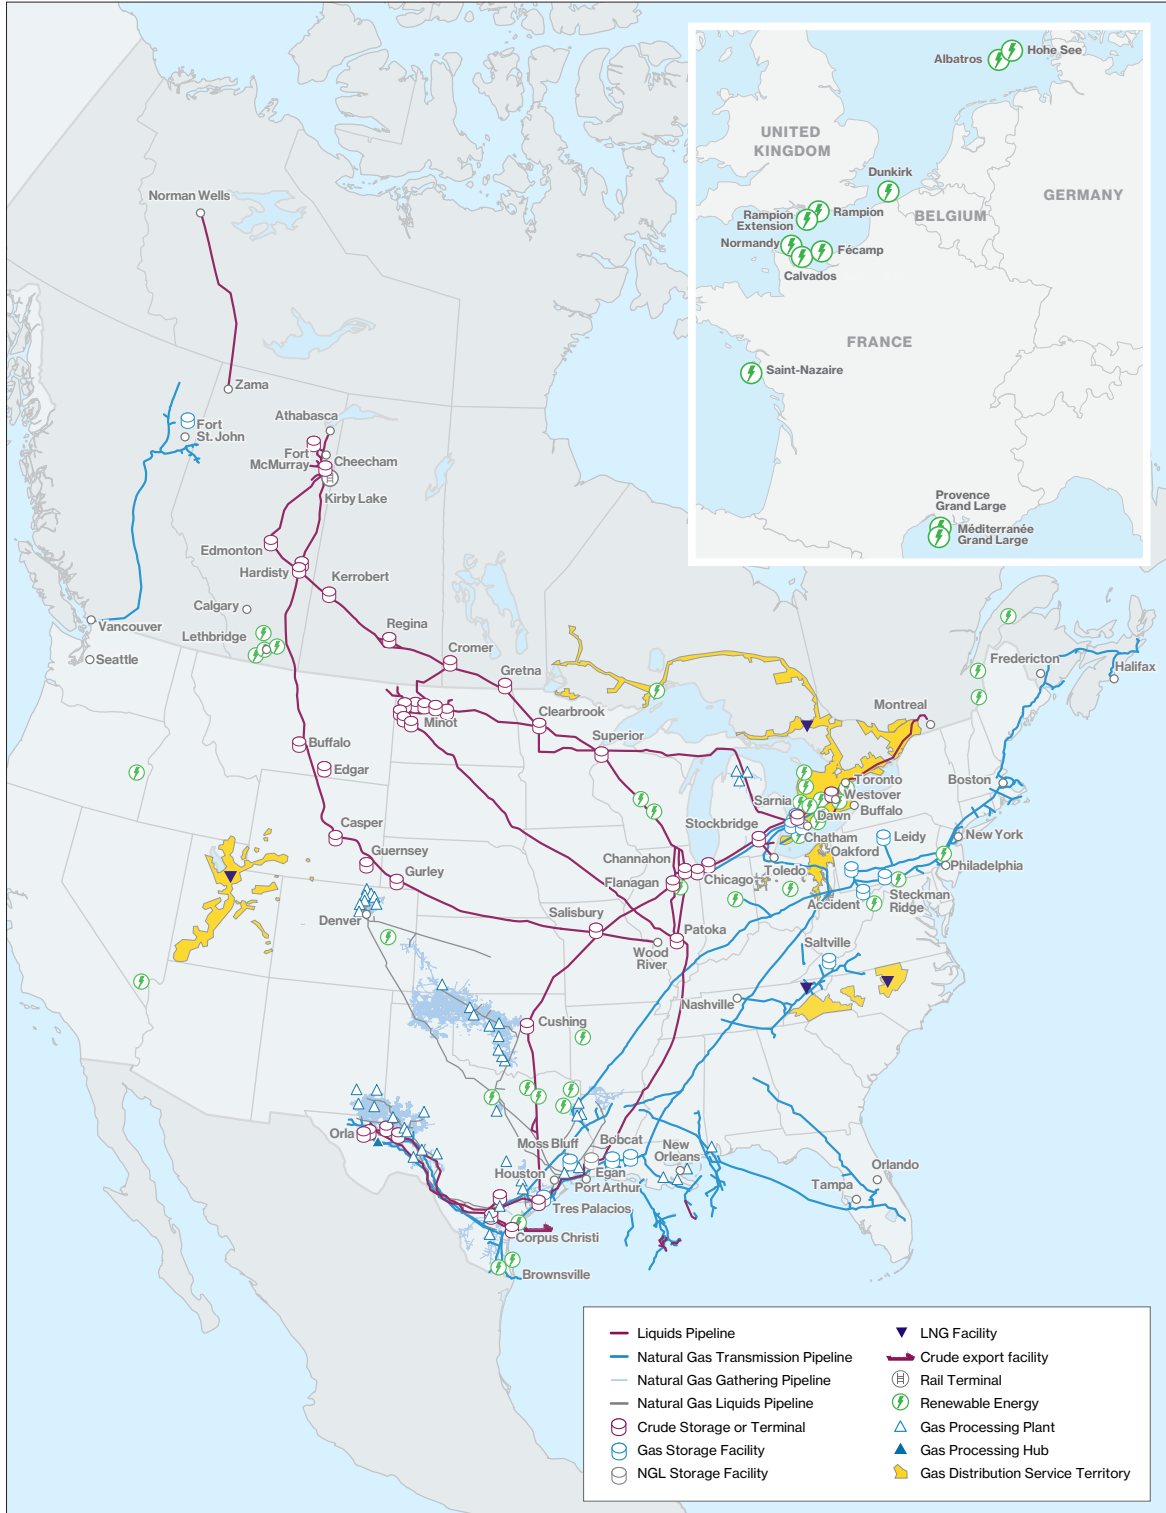 Albatros
Hohe See
UNITED
KINGDOM
Dunkirk
GERMANY
Rampion
Extension
Rampion
BELGIUM
Normandy
Fécamp
Calvados
FRANCE
Saint-Nazaire
Provence
Grand Large
Méditerranée
Grand Large
Norman Wells
Zama
Athabasca
Fort
St. John
Fort
McMurray
Cheecham
Kirby Lake
Edmonton
Hardisty
Kerrobert
Calgary
Vancouver
Lethbridge
Regina
Seattle
Cromer
Gretna
Fredericton
Halifax
Montreal
Minot
Clearbrook
Superior
Buffalo
Edgar
Toronto
Boston
Sarnia
Westover
Buffalo
Dawn
Stockbridge
Casper
Chatham
Leidy
New York
Oakford
Guernsey
Channahon
Toledo
Philadelphia
Gurley
Flanagan
Chicago
Accident
Steckman
Ridge
Salisbury
Denver
Patoka
Saltville
Wood
River
Nashville
Cushing
Orla
Moss Bluff
Bobcat
New
Orleans
Houston
Egan
Port Arthur
Orlando
Tampa
Tres Palacios
Corpus Christi
Brownsville
Liquids Pipeline
Natural Gas Transmission Pipeline
Natural Gas Gathering Pipeline
Natural Gas Liquids Pipeline
Crude Storage or Terminal
Gas Storage Facility
NGL Storage Facility
LNG Facility
Crude export facility
Rail Terminal
Renewable Energy
Gas Processing Plant
Gas Processing Hub
Gas Distribution Service Territory